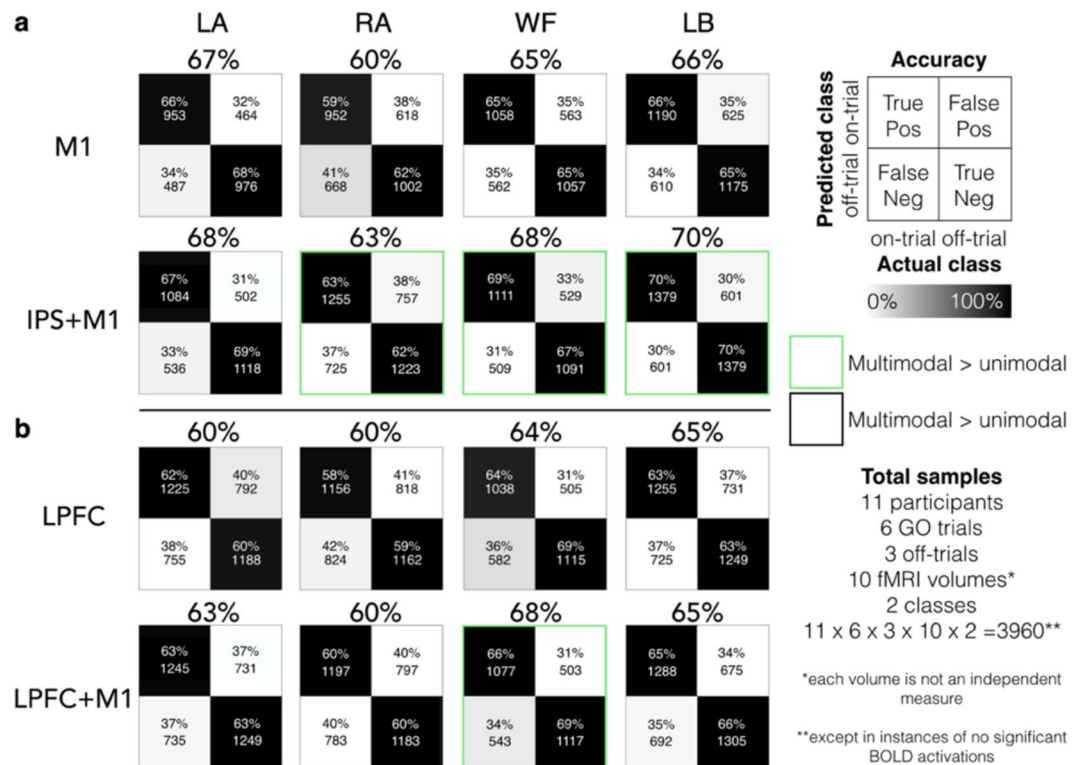 a
LA RA WF LB
67% 60% 65% 66%
M1
66% 32% 59% 38% 65% 35% 66% 35%
953 464 952 618 1058 563 1190 625
34% 68% 41% 62% 35% 65% 34% 65%
487 976 668 1002 562 1057 610 1175
68% 63% 68% 70%
IPS+M1
67% 31% 63% 38% 69% 33% 70% 30%
1084 502 1255 757 1111 529 1379 601
33% 69% 37% 62% 31% 67% 30% 70%
536 1118 725 1223 509 1091 601 1379
b
60% 60% 64% 65%
LPFC
62% 40% 58% 41% 64% 31% 63% 37%
1225 792 1156 818 1038 505 1255 731
38% 60% 42% 59% 36% 69% 37% 63%
755 1188 824 1162 582 1115 725 1249
63% 60% 68% 65%
LPFC+M1
63% 37% 60% 40% 66% 31% 65% 34%
1245 731 1197 797 1077 503 1288 675
37% 63% 40% 60% 34% 69% 35% 66%
735 1249 783 1183 543 1117 692 1305
Accuracy
Predicted class
off-trial on-trial
True False
Pos Pos
False True
Neg Neg
on-trial off-trial
Actual class
0% 100%
Multimodal > unimodal
Multimodal > unimodal
Total samples
11 participants
6 GO trials
3 off-trials
10 fMRI volumes*
2 classes
11 x 6 x 3 x 10 x 2 =3960**
*each volume is not an independent
measure
**except in instances of no significant
BOLD activations